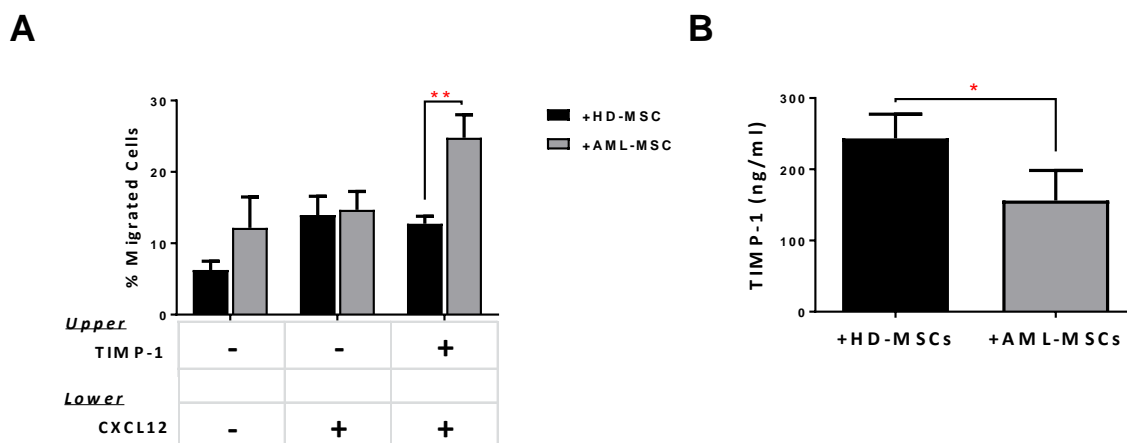 A
B
30
20
10
0
% Migrated Cells
**
+HD-MSC
+AML-MSC
Upper
TIMP-1 - - +
Lower
CXCL12 - + +
300
200
100
0
TIMP-1 (ng/ml)
*
+HD-MSCs +AML-MSCs